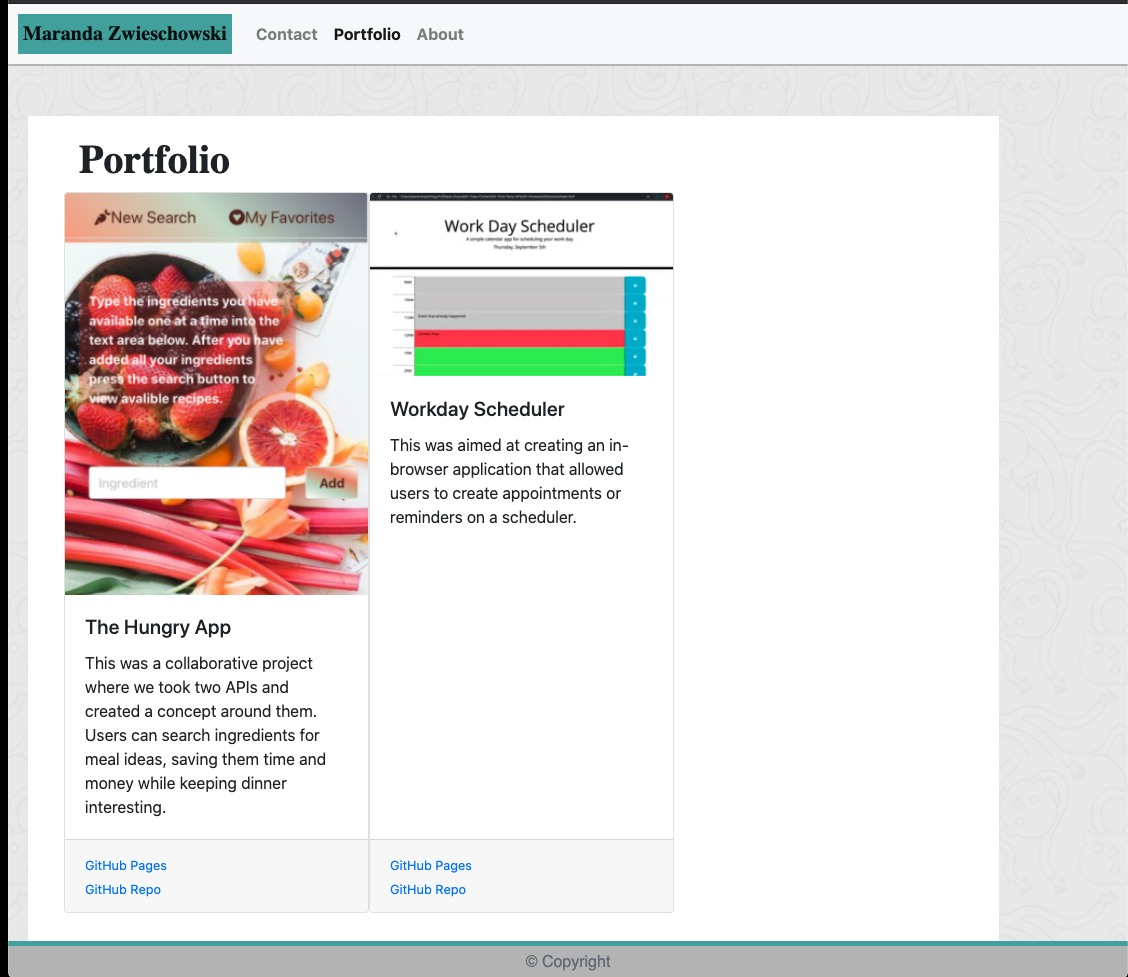 Maranda Zwieschowski
Contact Portfolio About
Portfolio
New Search My Favorites
Type the ingredients you have
available one at a time into the
text area below. After you have
added all your ingredients
press the search button to
view avalible recipes.
Ingredient
Add
The Hungry App
This was a collaborative project
where we took two APIs and
created a concept around them.
Users can search ingredients for
meal ideas, saving them time and
money while keeping dinner
interesting.
GitHub Pages
GitHub Repo
Work Day Scheduler
A simple calendar app for scheduling your work day
Thursday, September 5th
9AM
10AM
11AM
12PM
1PM
2PM
Workday Scheduler
This was aimed at creating an in-
browser application that allowed
users to create appointments or
reminders on a scheduler.
GitHub Pages
GitHub Repo
© Copyright